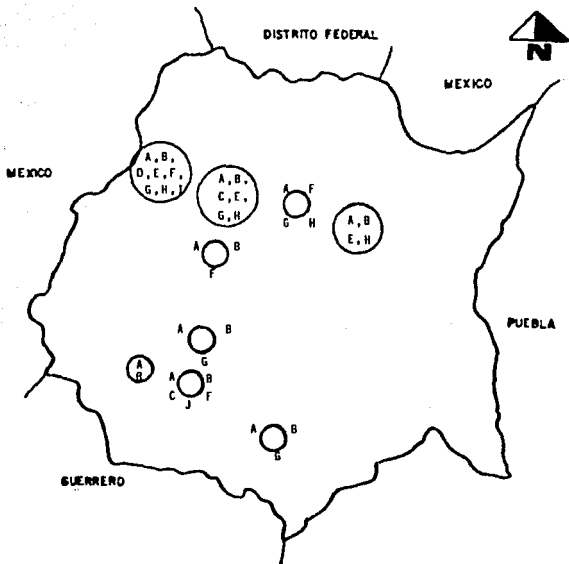 DISTRITO FEDERAL
N
MEXICO
MEXICO
A,B,
D,E,F,
G,H,I
A,B,
C,E,
G,H
A F
G H
A,B
E,H
A B
F
PUEBLA
A B
G
A
B
A B
C F
J
A B
G
GUERRERO